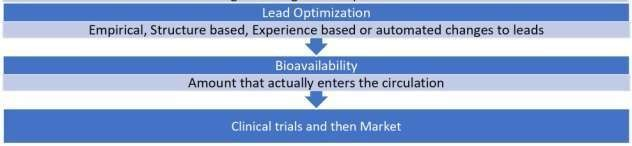 Lead Optimization
Empirical, Structure based, Experience based or automated changes to leads
Bioavailability
Amount that actually enters the circulation
Clinical trials and then Market